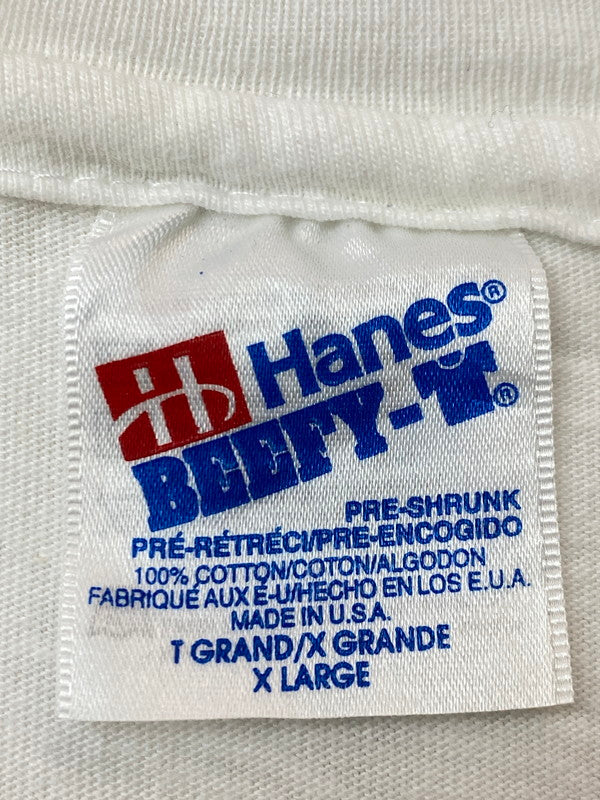 Hanes®
BEEFY-T®
PRE-SHRUNK
PRÉ-RÉTRÉCI/PRE-ENCOGIDO
100% COTTON/COTON/ALGODON
FABRIQUÉ AUX É-U/HECHO EN LOS E.U.A.
MADE IN U.S.A.
T GRAND/X GRANDE
X LARGE